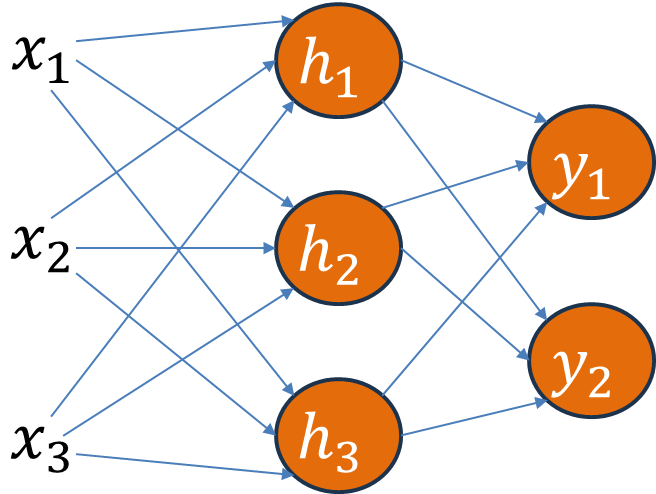 x₁
h₁
y₁
x₂
h₂
y₂
x₃
h₃